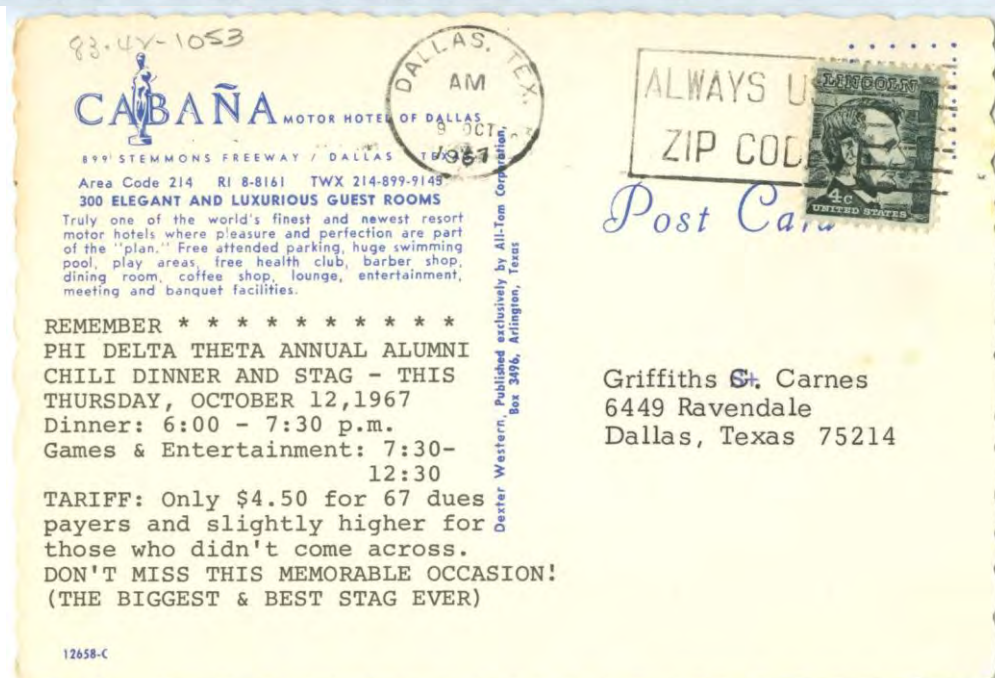 83.48-1053
CABAÑA MOTOR HOTEL OF DALLAS
899 STEMMONS FREEWAY / DALLAS
Area Code 214 RI 8-8161 TWX 214-899-9145
300 ELEGANT AND LUXURIOUS GUEST ROOMS
Truly one of the world's finest and newest resort
motor hotels where pleasure and perfection are part
of the "plan." Free attended parking, huge swimming
pool, play areas, free health club, barber shop,
dining room, coffee shop, lounge, entertainment,
meeting and banquet facilities.
REMEMBER * * * * * * * * * *
PHI DELTA THETA ANNUAL ALUMNI
CHILI DINNER AND STAG - THIS
THURSDAY, OCTOBER 12,1967
Dinner: 6:00 - 7:30 p.m.
Games & Entertainment: 7:30-
12:30
TARIFF: Only $4.50 for 67 dues
payers and slightly higher for
those who didn't come across.
DON'T MISS THIS MEMORABLE OCCASION!
(THE BIGGEST & BEST STAG EVER)
12658-C
Dexter Western, Published exclusively by All-Tom Corporation,
Box 3496, Arlington, Texas
DALLAS, TEX.
AM
9 OCT
1967
ALWAYS U
ZIP COD
LINCOLN
4c
UNITED STATES
Post Card
Griffiths C. Carnes
6449 Ravendale
Dallas, Texas 75214